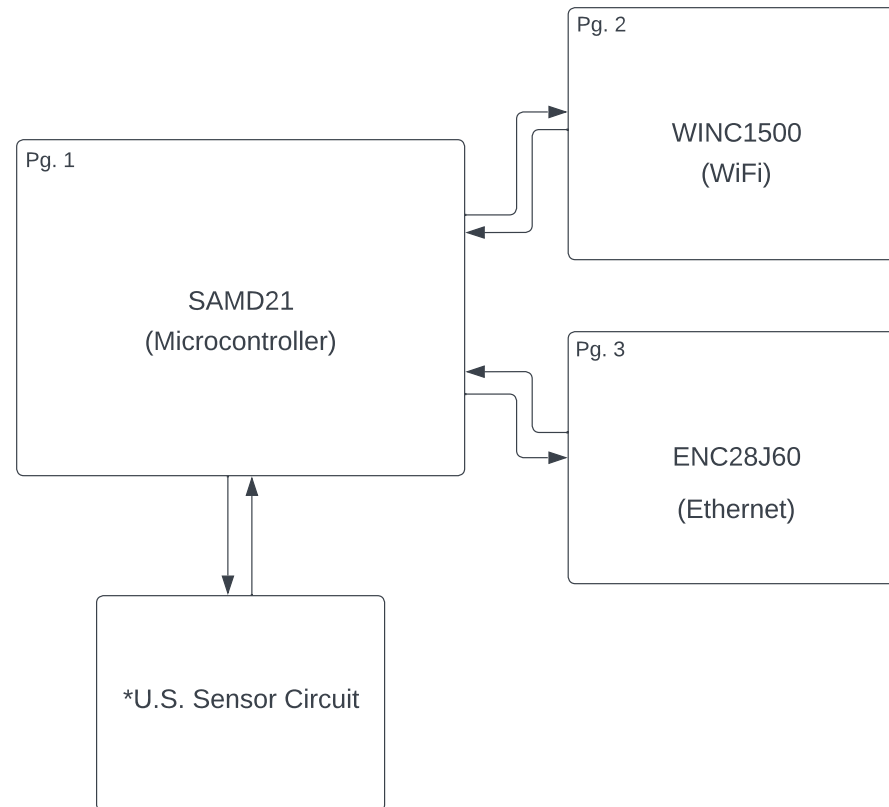 Pg. 2
WINC1500
(WiFi)
Pg. 1
SAMD21
(Microcontroller)
Pg. 3
ENC28J60
(Ethernet)
*U.S. Sensor Circuit